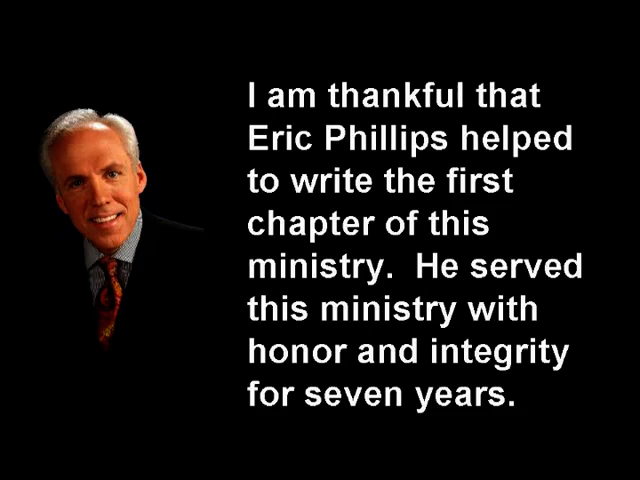 I am thankful that
Eric Phillips helped
to write the first
chapter of this
ministry.  He served
this ministry with
honor and integrity
for seven years.